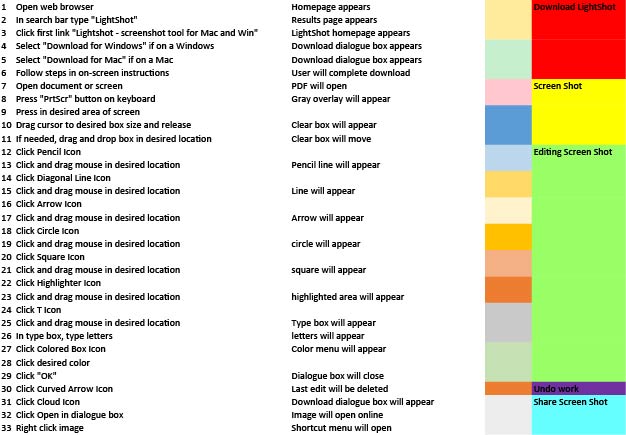 1 Open web browser Homepage appears Download LightShot
2 In search bar type "LightShot" Results page appears
3 Click first link "Lightshot - screenshot tool for Mac and Win" LightShot homepage appears
4 Select "Download for Windows" if on a Windows Download dialogue box appears
5 Select "Download for Mac" if on a Mac Download dialogue box appears
6 Follow steps in on-screen instructions User will complete download
7 Open document or screen PDF will open Screen Shot
8 Press "PrtScr" button on keyboard Gray overlay will appear
9 Press in desired area of screen
10 Drag cursor to desired box size and release Clear box will appear
11 If needed, drag and drop box in desired location Clear box will move
12 Click Pencil Icon Editing Screen Shot
13 Click and drag mouse in desired location Pencil line will appear
14 Click Diagonal Line Icon
15 Click and drag mouse in desired location Line will appear
16 Click Arrow Icon
17 Click and drag mouse in desired location Arrow will appear
18 Click Circle Icon
19 Click and drag mouse in desired location circle will appear
20 Click Square Icon
21 Click and drag mouse in desired location square will appear
22 Click Highlighter Icon
23 Click and drag mouse in desired location highlighted area will appear
24 Click T Icon
25 Click and drag mouse in desired location Type box will appear
26 In type box, type letters letters will appear
27 Click Colored Box Icon Color menu will appear
28 Click desired color
29 Click "OK" Dialogue box will close
30 Click Curved Arrow Icon Last edit will be deleted Undo work
31 Click Cloud Icon Download dialogue box will appear Share Screen Shot
32 Click Open in dialogue box Image will open online
33 Right click image Shortcut menu will open